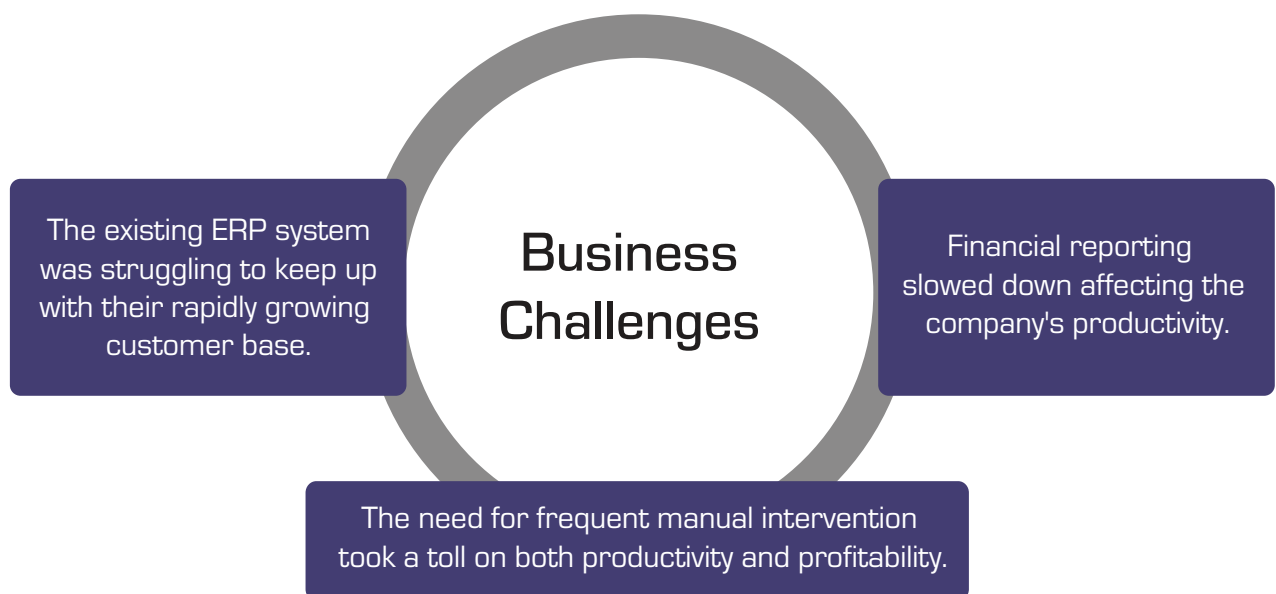 Business
Challenges
The existing ERP system
was struggling to keep up
with their rapidly growing
customer base.
Financial reporting
slowed down affecting the
company's productivity.
The need for frequent manual intervention
took a toll on both productivity and profitability.